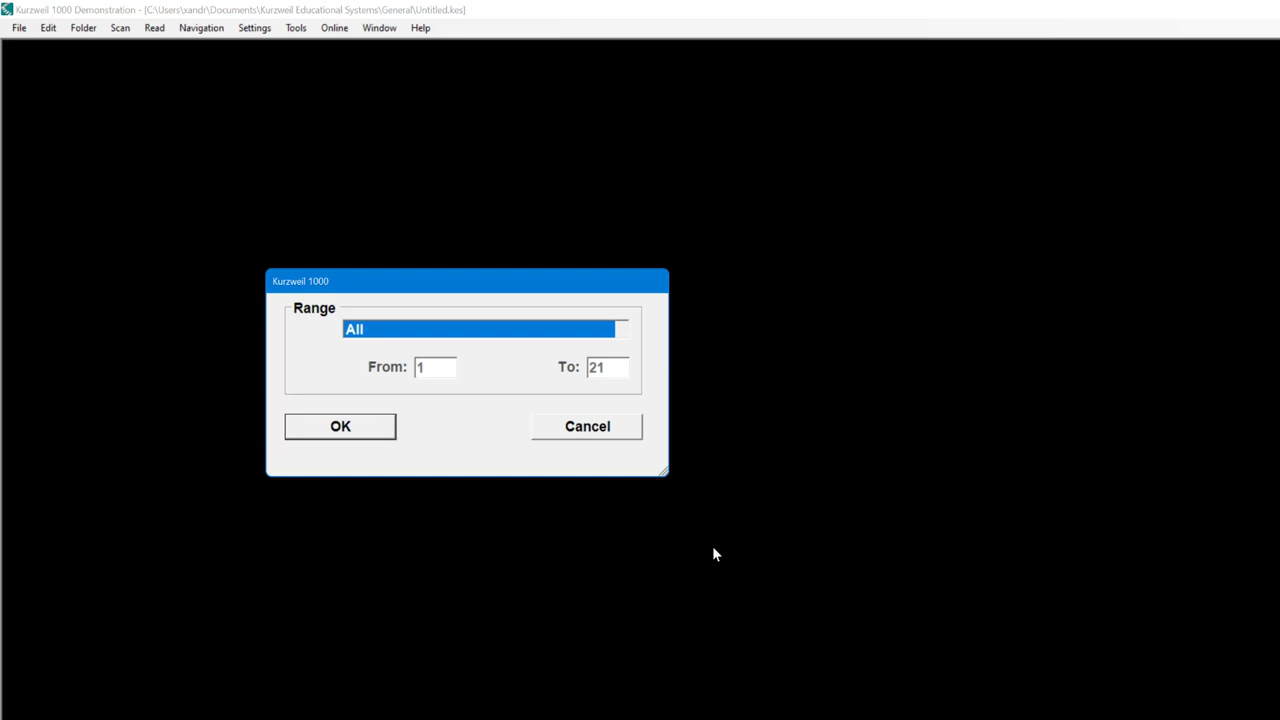 Kurzweil 1000 Demonstration - [C:\Users\xandr\Documents\Kurzweil Educational Systems\General\Untitled.kes]
File Edit Folder Scan Read Navigation Settings Tools Online Window Help
Kurzweil 1000
Range
All
From: 1 To: 21
OK Cancel